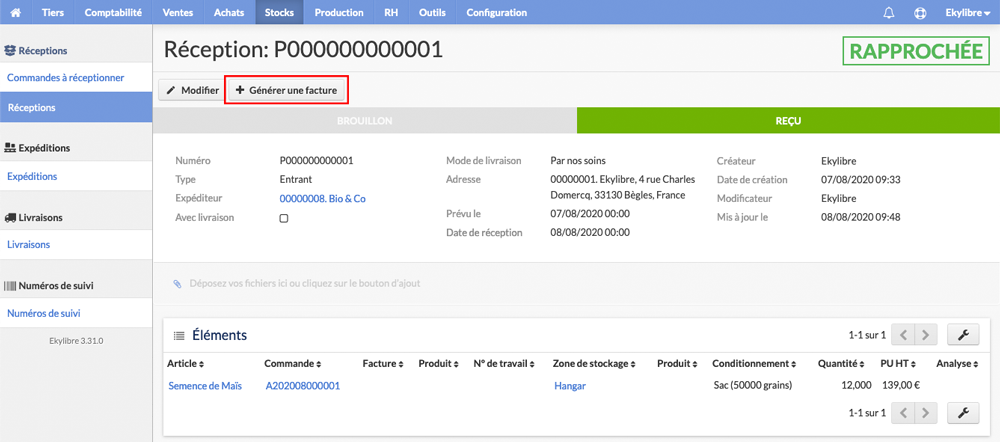 Tiers Comptabilité Ventes Achats Stocks Production RH Outils Configuration Ekylibre
Réceptions
Commandes à réceptionner
Réceptions
Expéditions
Expéditions
Livraisons
Livraisons
Numéros de suivi
Numéros de suivi
Ekylibre 3.31.0
Réception: P000000000001
RAPPROCHÉE
Modifier
Générer une facture
BROUILLON
REÇU
Numéro P000000000001
Type Entrant
Expéditeur 00000008. Bio & Co
Avec livraison
Mode de livraison Par nos soins
Adresse 00000001. Ekylibre, 4 rue Charles
Domercq, 33130 Bègles, France
Prévu le 07/08/2020 00:00
Date de réception 08/08/2020 00:00
Créateur Ekylibre
Date de création 07/08/2020 09:33
Modificateur Ekylibre
Mis à jour le 08/08/2020 09:48
Déposez vos fichiers ici ou cliquez sur le bouton d'ajout
Éléments
1-1 sur 1
Article Commande Facture Produit N° de travail Zone de stockage Produit Conditionnement Quantité PU HT Analyse
Semence de Maïs A202008000001 Hangar Sac (50000 grains) 12,000 139,00 €
1-1 sur 1